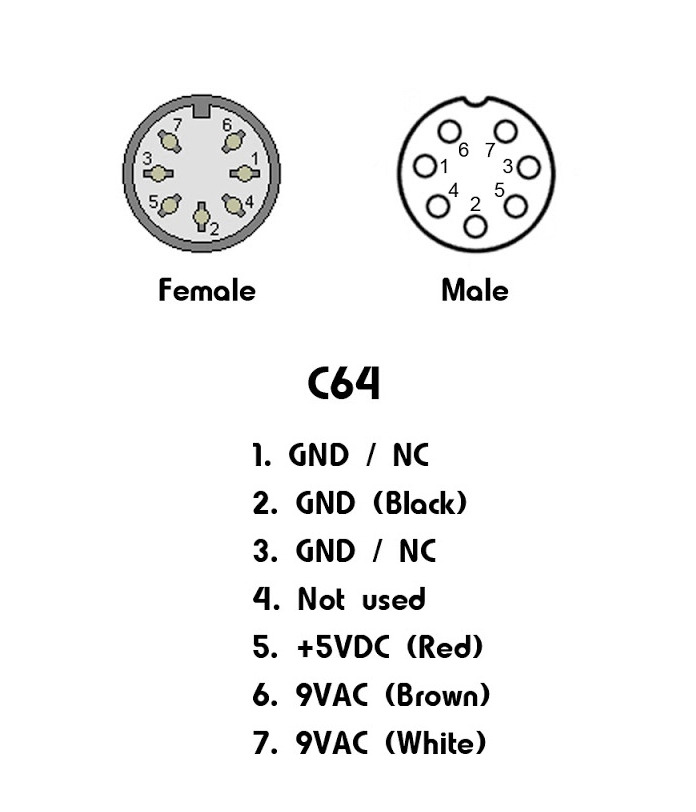 7 6 6 7
3 1 1 3
5 4 4 5
2 2
Female Male
C64
1. GND / NC
2. GND (Black)
3. GND / NC
4. Not used
5. +5VDC (Red)
6. 9VAC (Brown)
7. 9VAC (White)